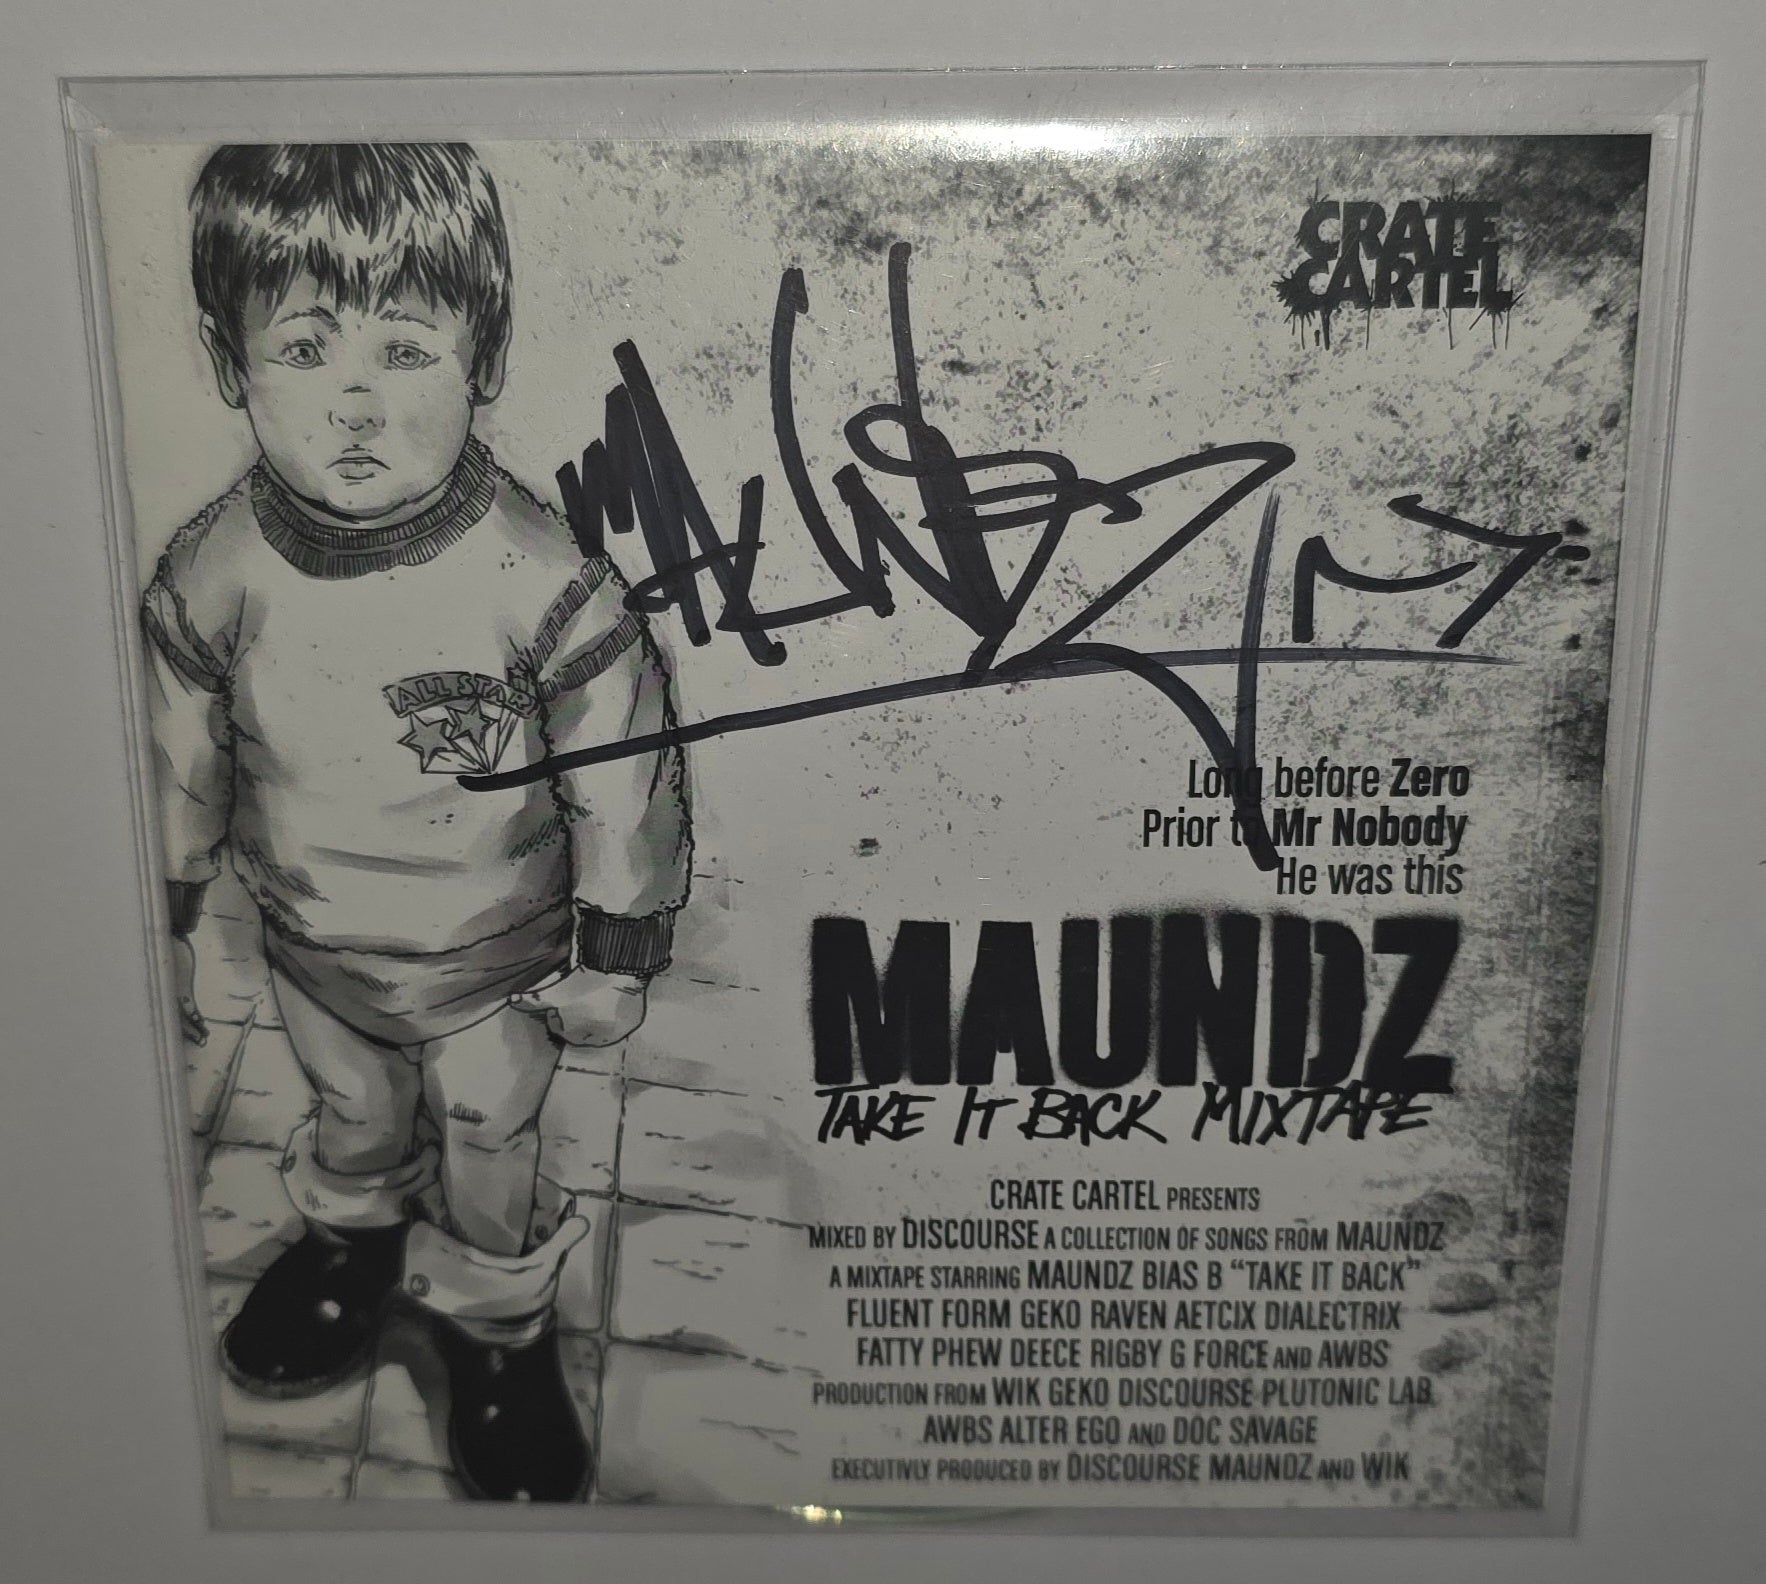 CRATE
CARTEL
MAUNDZ
ALL STAR
Long before Zero
Prior to Mr Nobody
He was this
MAUNDZ
TAKE IT BACK MIXTAPE
CRATE CARTEL PRESENTS
MIXED BY DISCOURSE A COLLECTION OF SONGS FROM MAUNDZ
A MIXTAPE STARRING MAUNDZ BIAS B "TAKE IT BACK"
FLUENT FORM GEKO RAVEN AETCIX DIALECTRIX
FATTY PHEW DEECE RIGBY G FORCE AND AWBS
PRODUCTION FROM WIK GEKO DISCOURSE PLUTONIC LAB
AWBS ALTER EGO AND DOC SAVAGE
EXECUTIVLY PRODUCED BY DISCOURSE MAUNDZ AND WIK